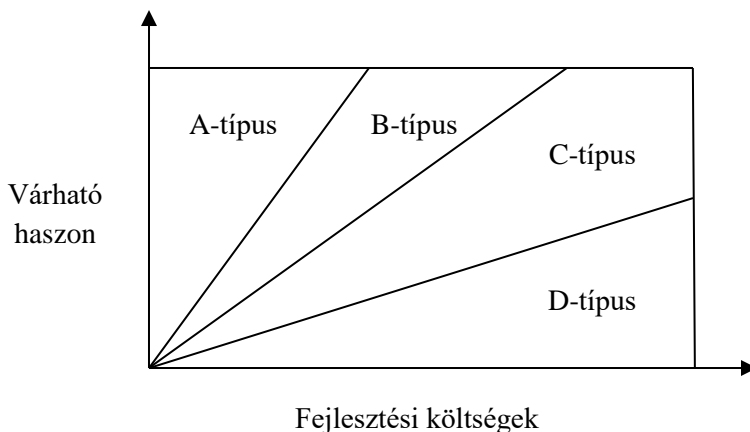 A-típus
B-típus
C-típus
Várható
haszon
D-típus
Fejlesztési költségek